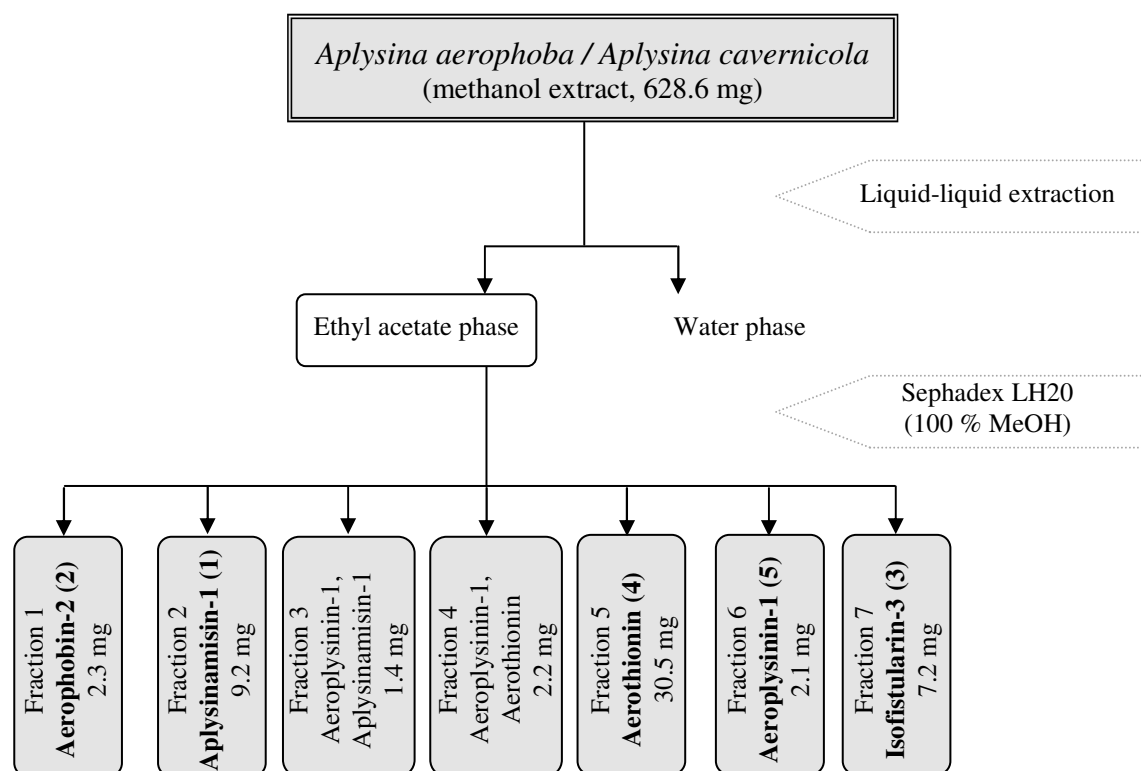 Aplysina aerophoba / Aplysina cavernicola
(methanol extract, 628.6 mg)
Liquid-liquid extraction
Ethyl acetate phase
Water phase
Sephadex LH20
(100 % MeOH)
Fraction 1
Aerophobin-2 (2)
2.3 mg
Fraction 2
Aplysinamisin-1 (1)
9.2 mg
Fraction 3
Aeroplysinin-1,
Aplysinamisin-1
1.4 mg
Fraction 4
Aeroplysinin-1,
Aerothionin
2.2 mg
Fraction 5
Aerothionin (4)
30.5 mg
Fraction 6
Aeroplysinin-1 (5)
2.1 mg
Fraction 7
Isofistularin-3 (3)
7.2 mg